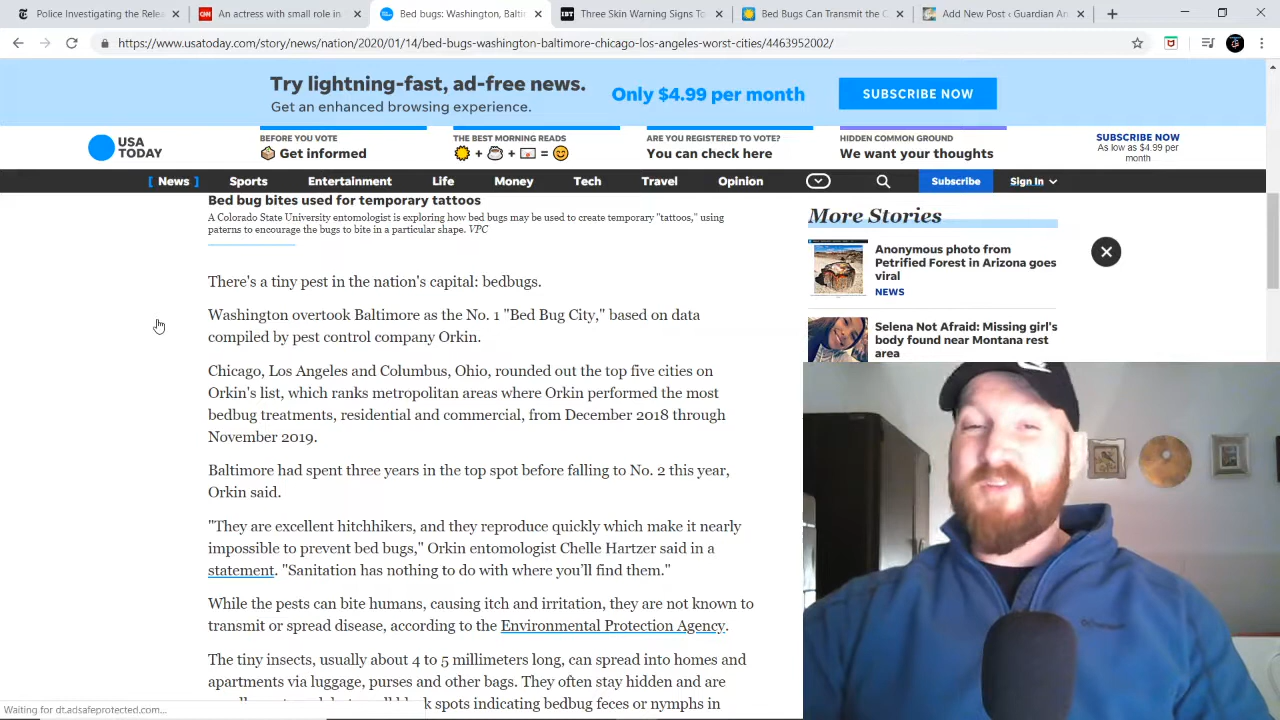 Police Investigating the Rele
An actress with small role in
Bed bugs: Washington, Balti
Three Skin Warning Signs To
Bed Bugs Can Transmit the C
Add New Post ‹ Guardian An
https://www.usatoday.com/story/news/nation/2020/01/14/bed-bugs-washington-baltimore-chicago-los-angeles-worst-cities/4463952002/
Try lightning-fast, ad-free news.
Get an enhanced browsing experience.
Only $4.99 per month
SUBSCRIBE NOW
USA TODAY
BEFORE YOU VOTE
Get informed
THE BEST MORNING READS
ARE YOU REGISTERED TO VOTE?
You can check here
HIDDEN COMMON GROUND
We want your thoughts
SUBSCRIBE NOW
As low as $4.99 per
month
[ News ] Sports Entertainment Life Money Tech Travel Opinion Subscribe Sign In
Bed bug bites used for temporary tattoos
A Colorado State University entomologist is exploring how bed bugs may be used to create temporary "tattoos," using
paterns to encourage the bugs to bite in a particular shape. VPC
There's a tiny pest in the nation's capital: bedbugs.
Washington overtook Baltimore as the No. 1 "Bed Bug City," based on data
compiled by pest control company Orkin.
Chicago, Los Angeles and Columbus, Ohio, rounded out the top five cities on
Orkin's list, which ranks metropolitan areas where Orkin performed the most
bedbug treatments, residential and commercial, from December 2018 through
November 2019.
Baltimore had spent three years in the top spot before falling to No. 2 this year,
Orkin said.
"They are excellent hitchhikers, and they reproduce quickly which make it nearly
impossible to prevent bed bugs," Orkin entomologist Chelle Hartzer said in a
statement. "Sanitation has nothing to do with where you'll find them."
While the pests can bite humans, causing itch and irritation, they are not known to
transmit or spread disease, according to the Environmental Protection Agency.
The tiny insects, usually about 4 to 5 millimeters long, can spread into homes and
apartments via luggage, purses and other bags. They often stay hidden and are
spots indicating bedbug feces or nymphs in
More Stories
Anonymous photo from
Petrified Forest in Arizona goes
viral
NEWS
Selena Not Afraid: Missing girl's
body found near Montana rest
area
Waiting for dt.adsafeprotected.com...